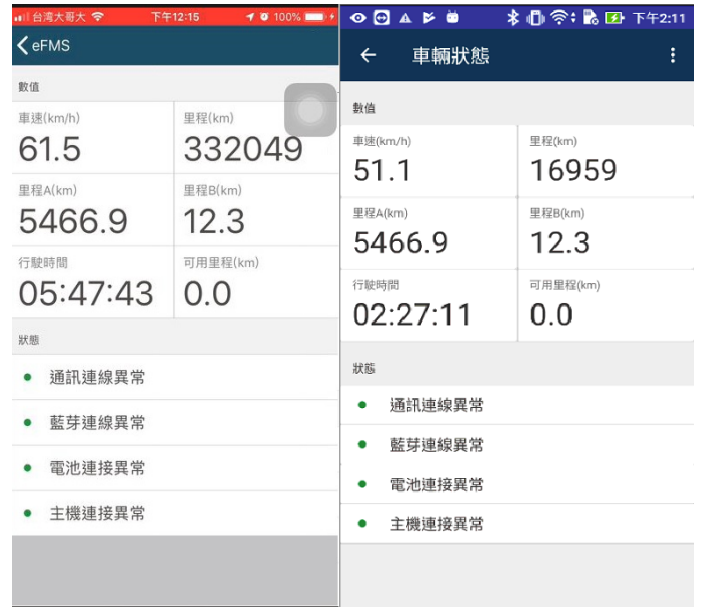 台灣大哥大 下午12:15 100%
eFMS
數值
車速(km/h) 里程(km)
61.5 332049
里程A(km) 里程B(km)
5466.9 12.3
行駛時間 可用里程(km)
05:47:43 0.0
狀態
通訊連線異常
藍芽連線異常
電池連接異常
主機連接異常
下午2:11
車輛狀態
數值
車速(km/h) 里程(km)
51.1 16959
里程A(km) 里程B(km)
5466.9 12.3
行駛時間 可用里程(km)
02:27:11 0.0
狀態
通訊連線異常
藍芽連線異常
電池連接異常
主機連接異常